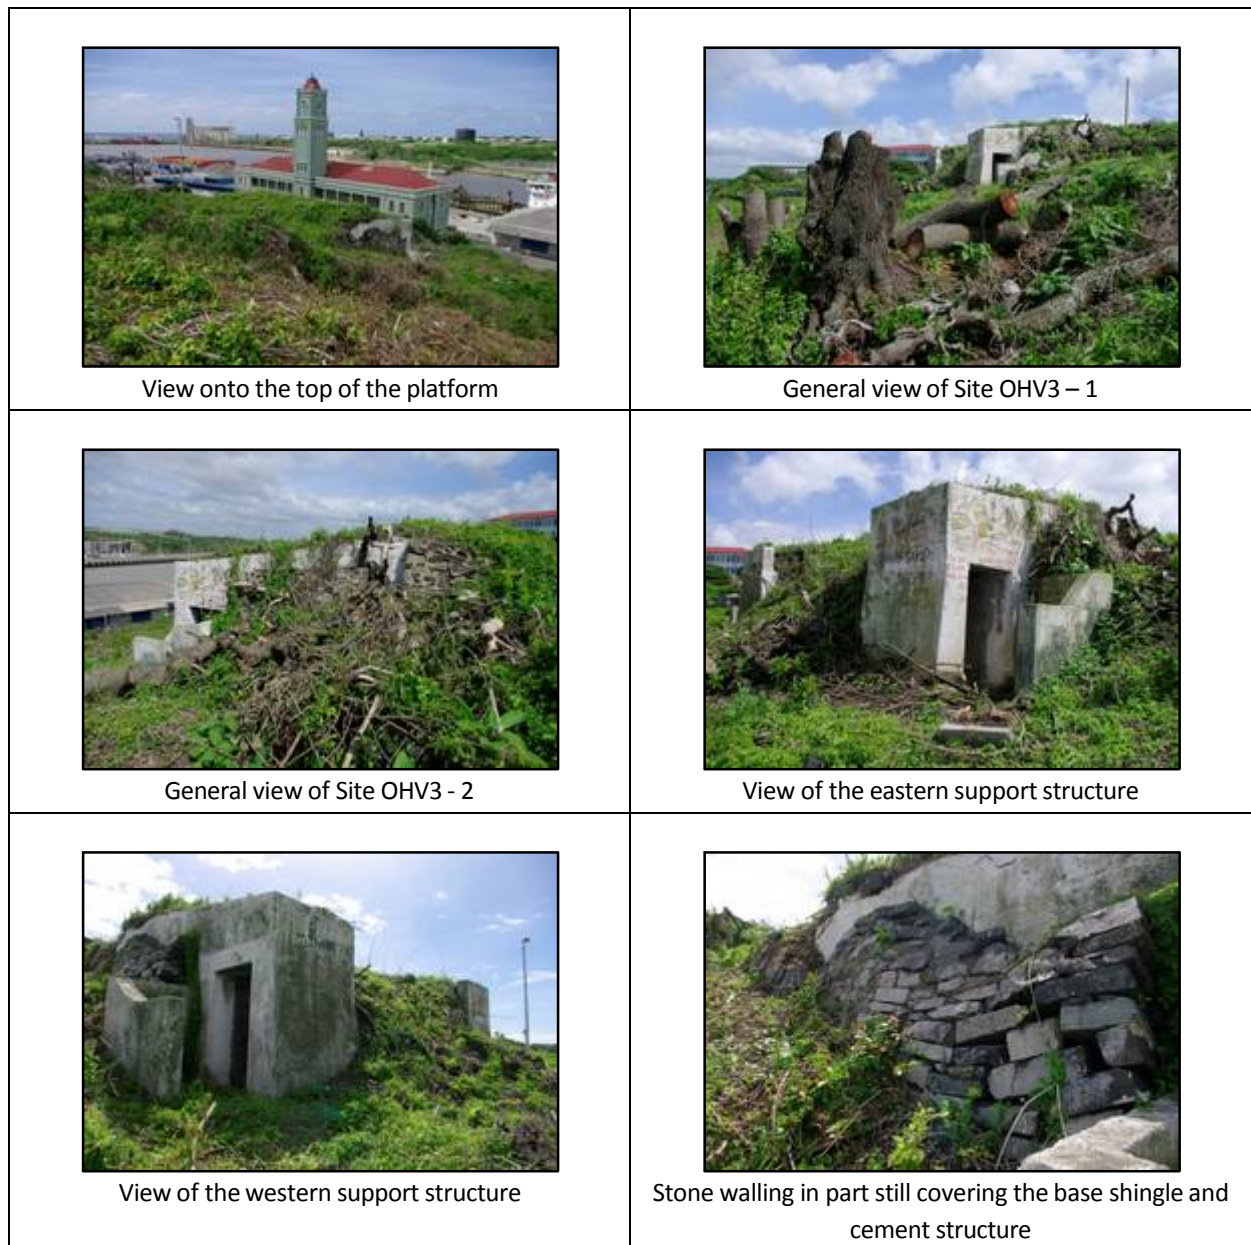 View onto the top of the platform
General view of Site OHV3 – 1
General view of Site OHV3 - 2
View of the eastern support structure
View of the western support structure
Stone walling in part still covering the base shingle and
cement structure